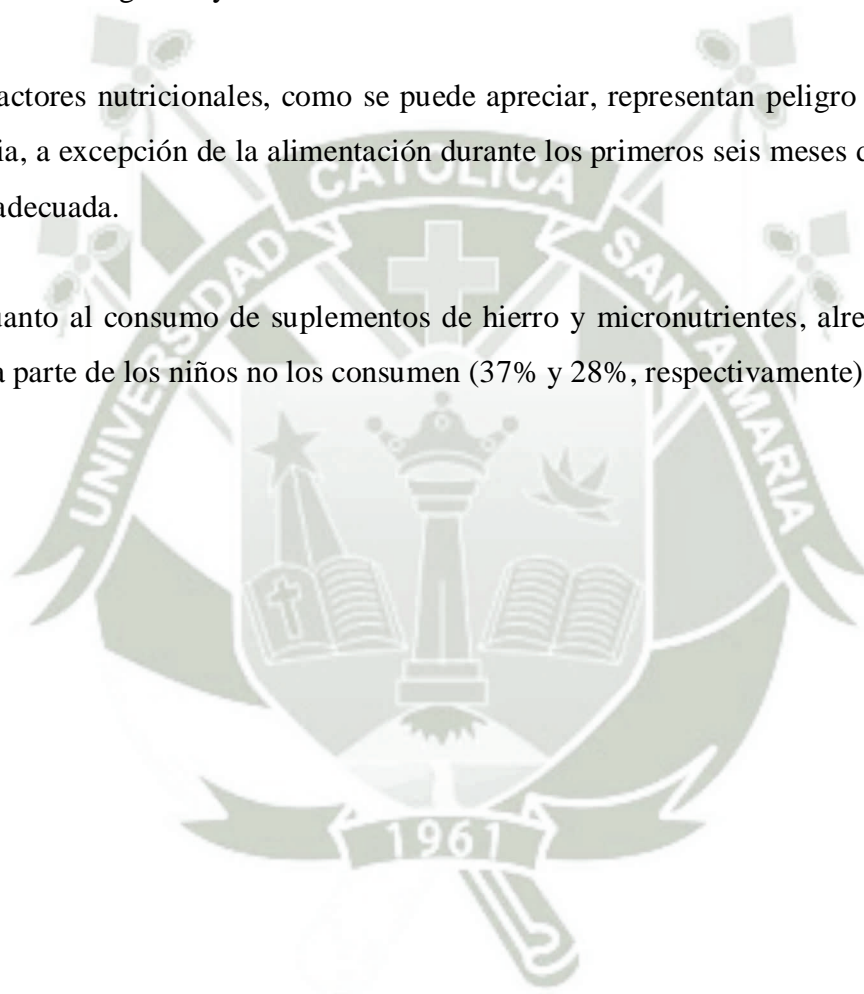 actores nutricionales, como se puede apreciar, representan peligro
ia, a excepción de la alimentación durante los primeros seis meses
adecuada.
anto al consumo de suplementos de hierro y micronutrientes, alre
a parte de los niños no los consumen (37% y 28%, respectivamente)
UNIVERSIDAD CATOLICA SANTA MARIA
1961